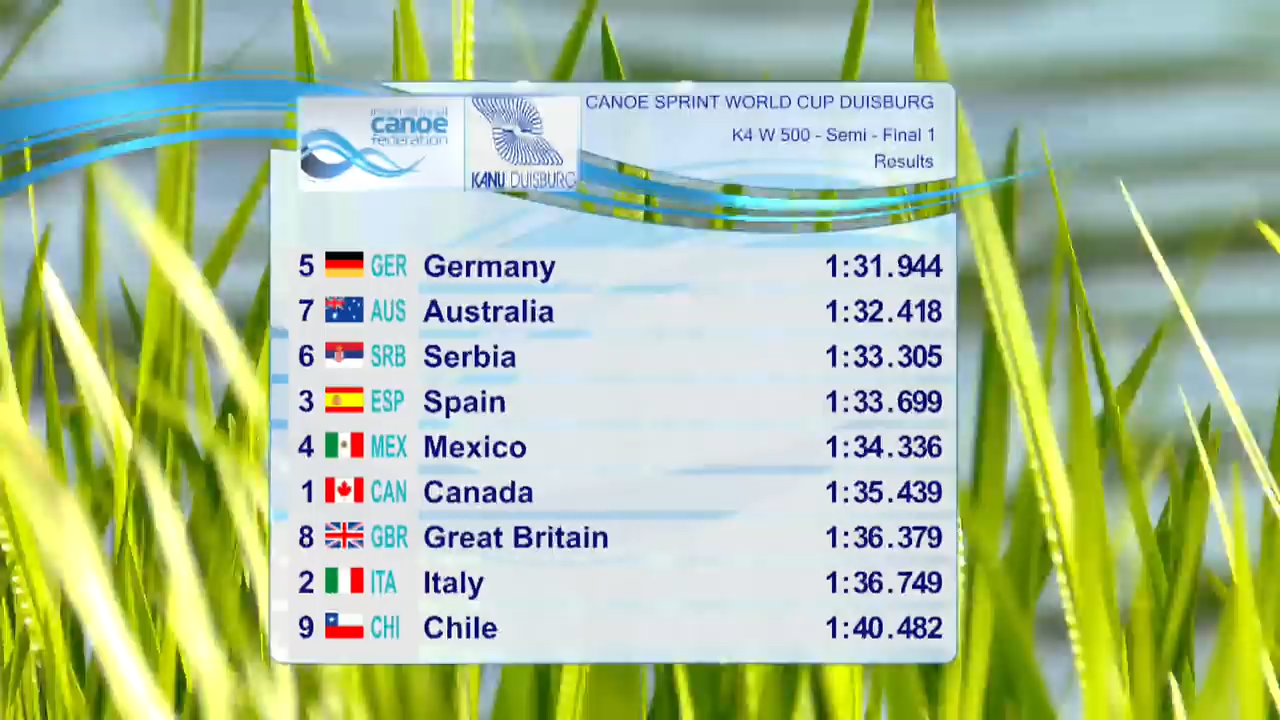 international
canoe
federation
KANU DUISBURG
CANOE SPRINT WORLD CUP DUISBURG
K4 W 500 - Semi - Final 1
Results
5 GER Germany 1:31.944
7 AUS Australia 1:32.418
6 SRB Serbia 1:33.305
3 ESP Spain 1:33.699
4 MEX Mexico 1:34.336
1 CAN Canada 1:35.439
8 GBR Great Britain 1:36.379
2 ITA Italy 1:36.749
9 CHI Chile 1:40.482